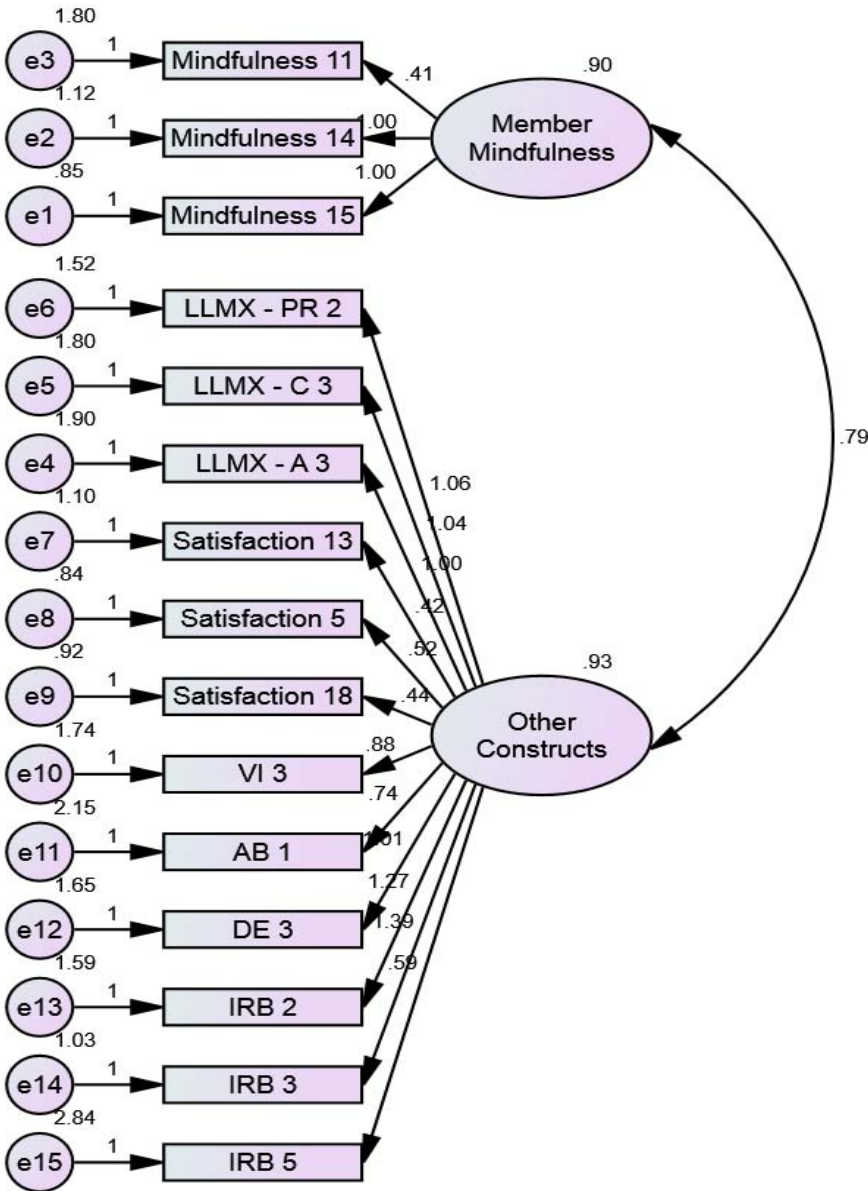 1.80
e3
1
Mindfulness 11
.41
.90
1.12
e2
1
Mindfulness 14
1.00
Member
Mindfulness
.85
e1
1
Mindfulness 15
1.00
1.52
e6
1
LLMX - PR 2
1.80
e5
1
LLMX - C 3
1.90
e4
1
LLMX - A 3
.79
1.10
e7
1
Satisfaction 13
1.06
1.04
1.00
.42
.52
.44
.84
e8
1
Satisfaction 5
.92
e9
1
Satisfaction 18
.93
Other
Constructs
1.74
e10
1
VI 3
.88
.74
2.15
e11
1
AB 1
1.01
1.27
1.39
.59
1.65
e12
1
DE 3
1.59
e13
1
IRB 2
1.03
e14
1
IRB 3
2.84
e15
1
IRB 5